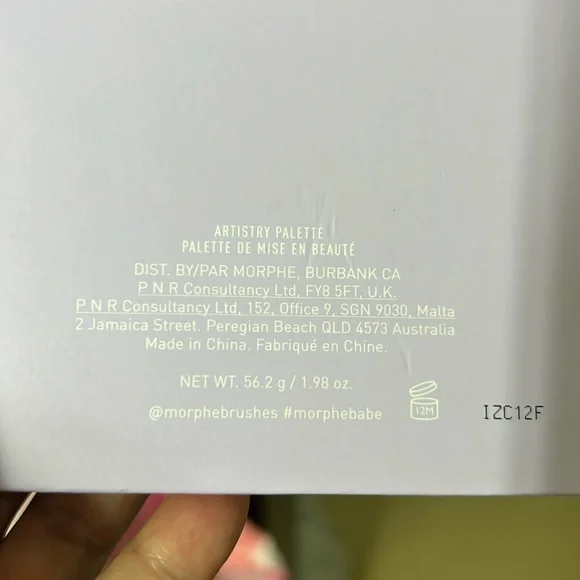 ARTISTRY PALETTE
PALETTE DE MISE EN BEAUTÉ
DIST. BY/PAR MORPHE, BURBANK CA
P N R Consultancy Ltd, FY8 5FT, U.K.
P N R Consultancy Ltd, 152, Office 9, SGN 9030, Malta
2 Jamaica Street. Peregian Beach QLD 4573 Australia
Made in China. Fabriqué en Chine.
NET WT. 56.2 g / 1.98 oz.
@morphebrushes #morphebabe
12M
IZC12F